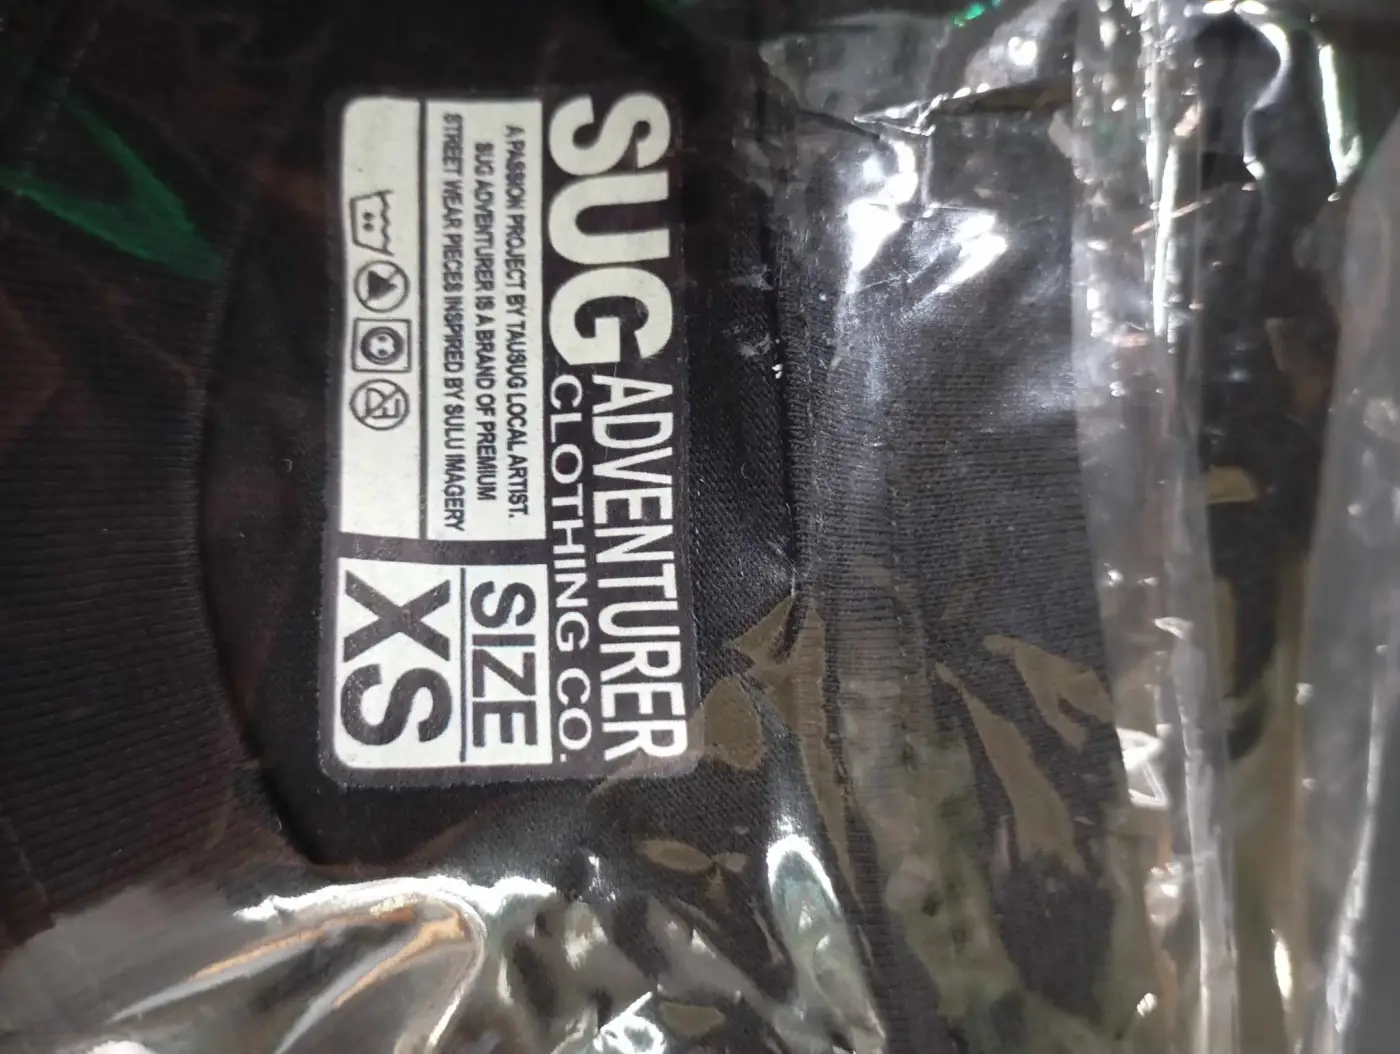 SUG ADVENTURER
CLOTHING CO.
A PASSION PROJECT BY TAUSUG LOCAL ARTIST.
SUG ADVENTURER IS A BRAND OF PREMIUM
STREET WEAR PIECES INSPIRED BY SULU IMAGERY
SIZE
XS